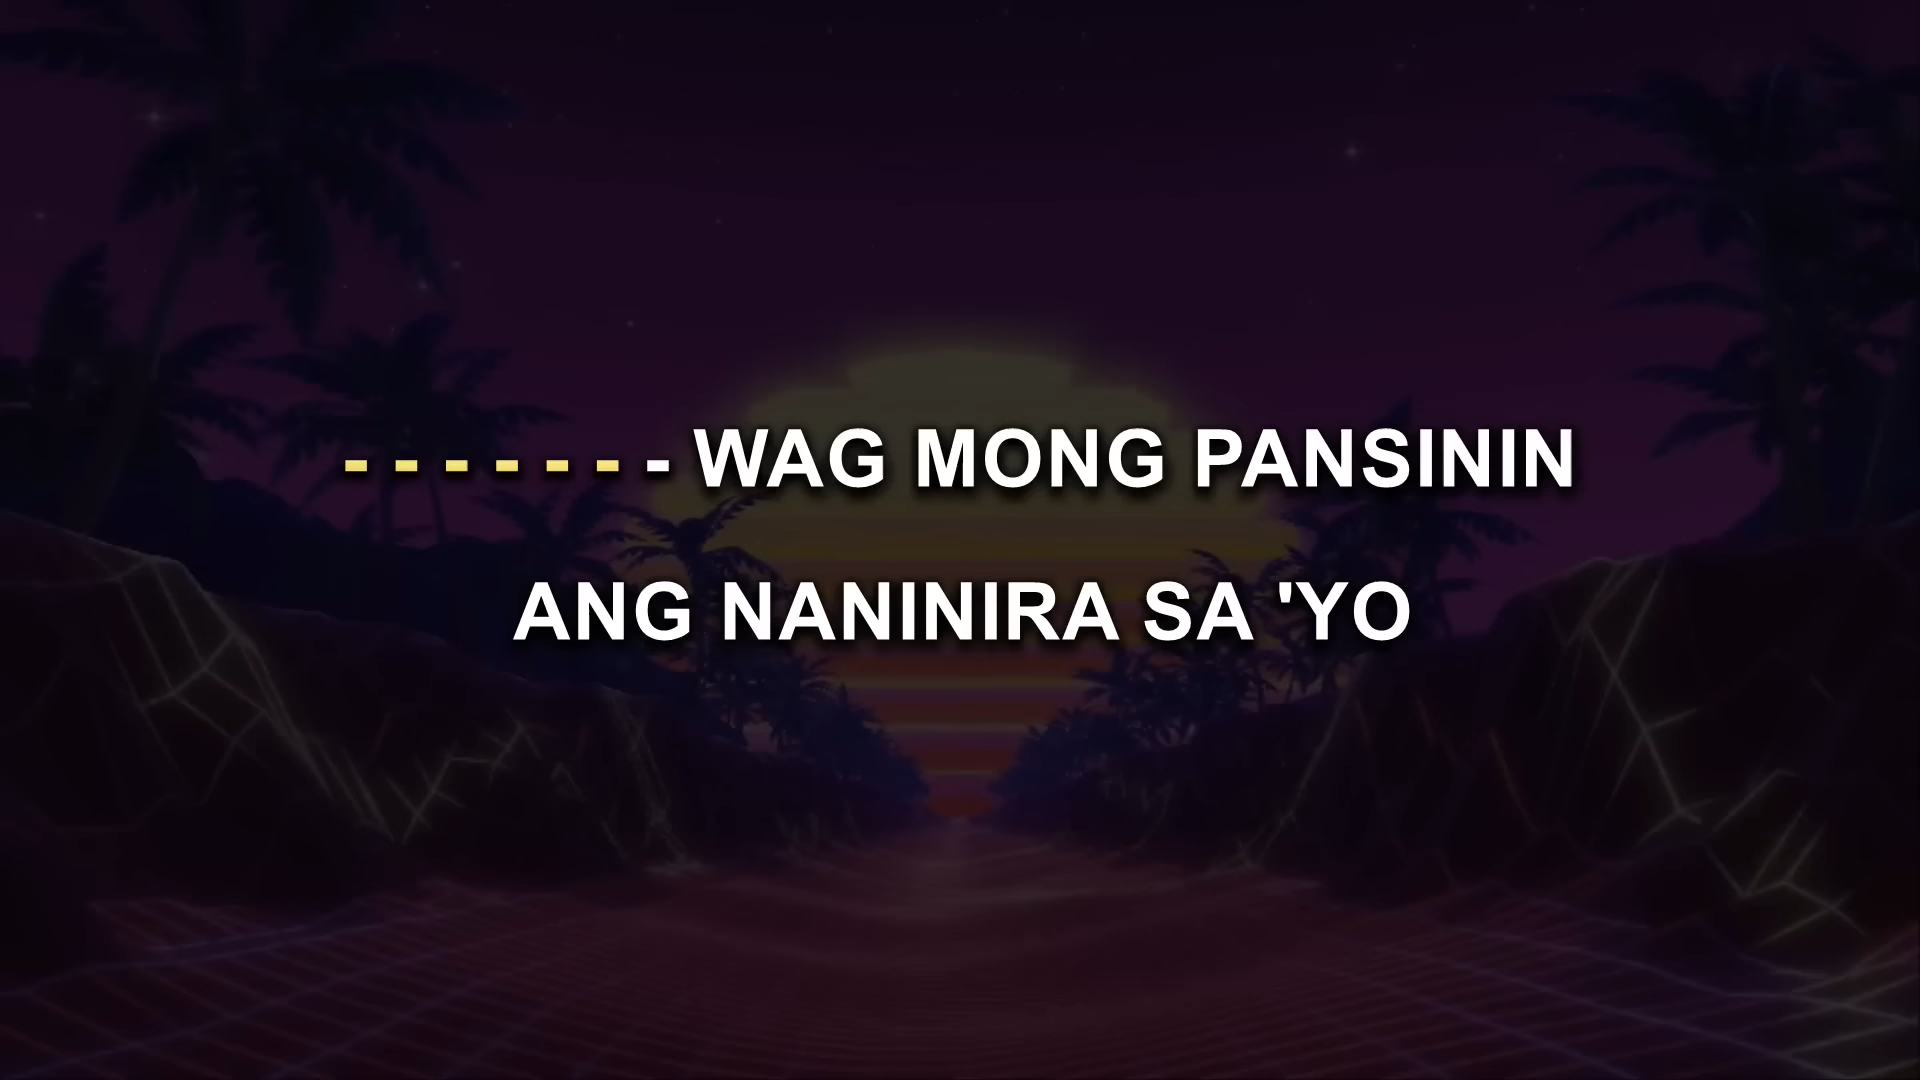 - - - - - - - WAG MONG PANSININ
ANG NANINIRA SA 'YO